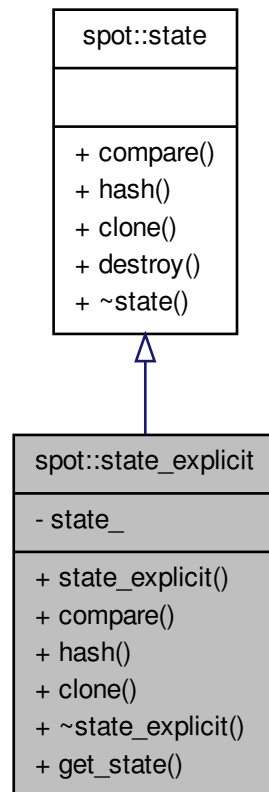 spot::state
+ compare()
+ hash()
+ clone()
+ destroy()
+ ~state()
spot::state_explicit
- state_
+ state_explicit()
+ compare()
+ hash()
+ clone()
+ ~state_explicit()
+ get_state()